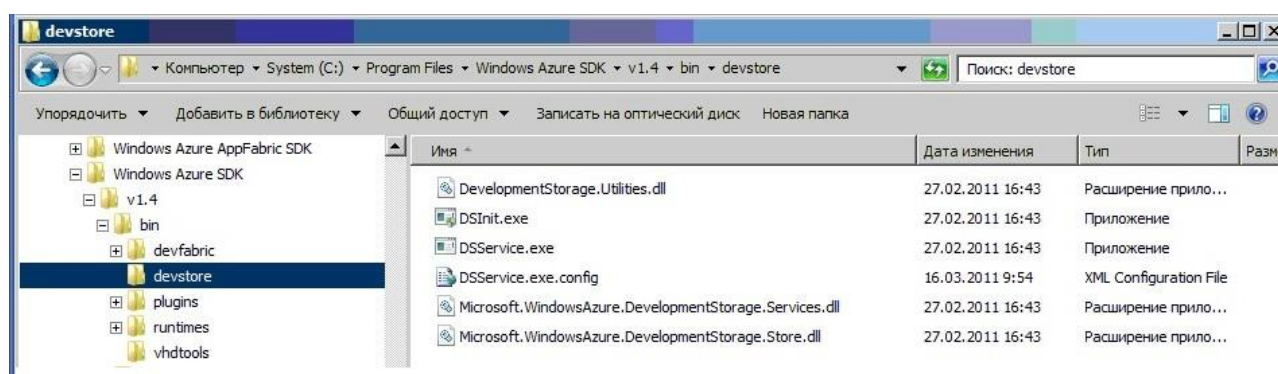 devstore
Компьютер System (C:) Program Files Windows Azure SDK v1.4 bin devstore Поиск: devstore
Упорядочить Добавить в библиотеку Общий доступ Записать на оптический диск Новая папка
Windows Azure AppFabric SDK
Windows Azure SDK
v1.4
bin
devfabric
devstore
plugins
runtimes
vhdtools
Имя Дата изменения Тип Разм
DevelopmentStorage.Utilities.dll 27.02.2011 16:43 Расширение прило...
DSInit.exe 27.02.2011 16:43 Приложение
DSService.exe 27.02.2011 16:43 Приложение
DSService.exe.config 16.03.2011 9:54 XML Configuration File
Microsoft.WindowsAzure.DevelopmentStorage.Services.dll 27.02.2011 16:43 Расширение прило...
Microsoft.WindowsAzure.DevelopmentStorage.Store.dll 27.02.2011 16:43 Расширение прило...